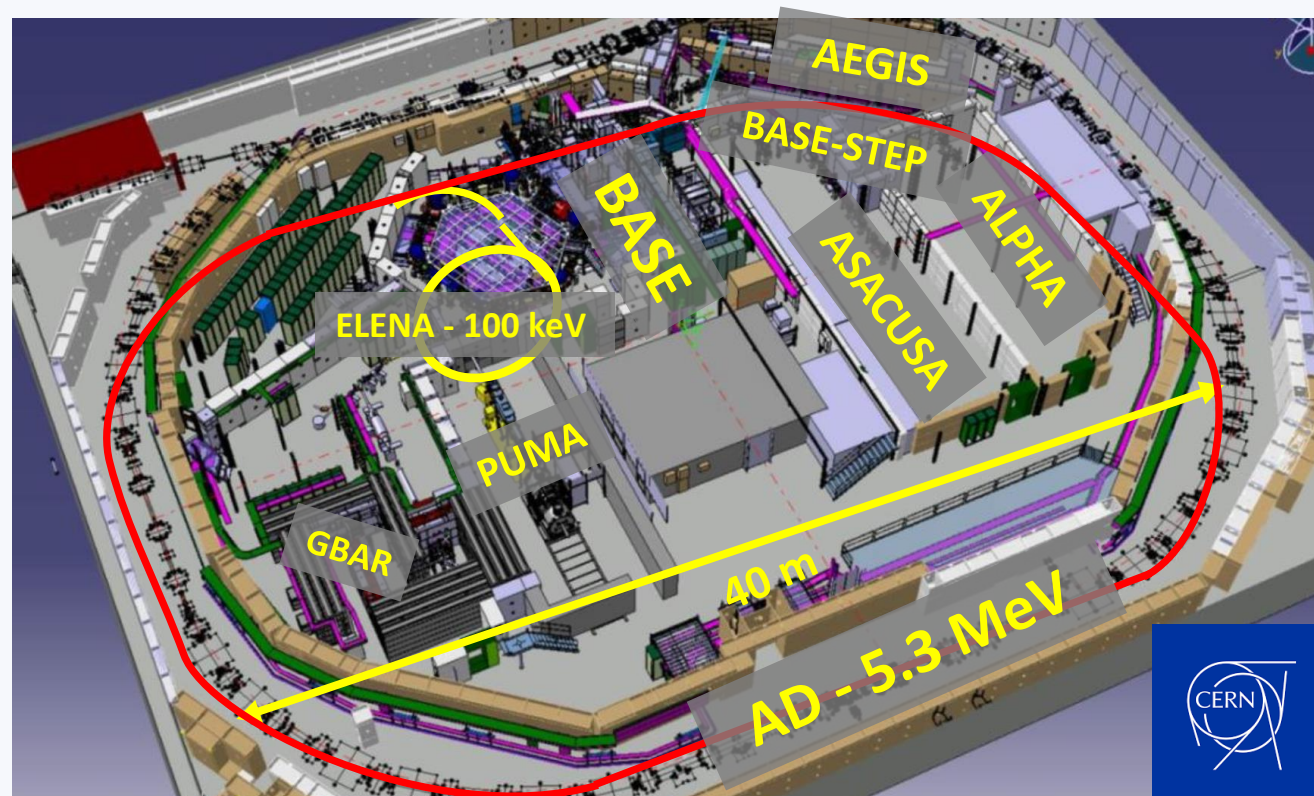 AEGIS
BASE-STEP
BASE
ALPHA
ASACUSA
ELENA - 100 keV
PUMA
GBAR
40 m
AD - 5.3 MeV
CERN